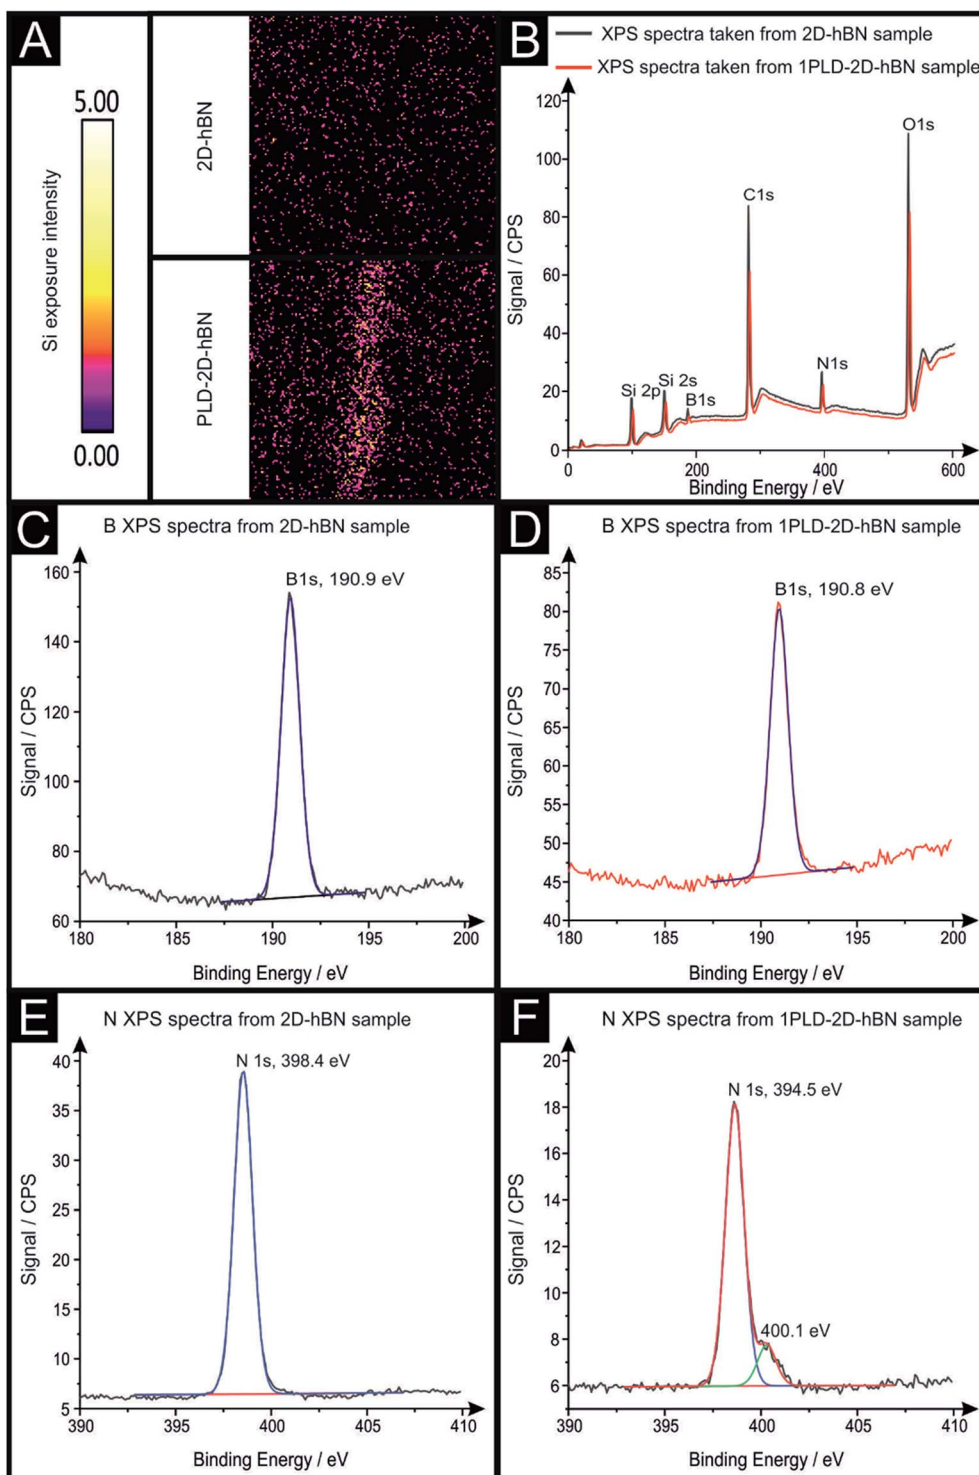 A
5.00
Si exposure intensity
0.00
2D-hBN
PLD-2D-hBN
B
XPS spectra taken from 2D-hBN sample
XPS spectra taken from 1PLD-2D-hBN sample
120
100
80
60
40
20
0
Signal / CPS
O1s
C1s
N1s
Si 2p
Si 2s
B1s
0 200 400 600
Binding Energy / eV
C
B XPS spectra from 2D-hBN sample
B1s, 190.9 eV
160
140
120
100
80
60
Signal / CPS
180 185 190 195 200
Binding Energy / eV
D
B XPS spectra from 1PLD-2D-hBN sample
B1s, 190.8 eV
85
80
75
70
65
60
55
50
45
40
Signal / CPS
180 185 190 195 200
Binding Energy / eV
E
N XPS spectra from 2D-hBN sample
N 1s, 398.4 eV
40
35
30
25
20
15
10
5
Signal / CPS
390 395 400 405 410
Binding Energy / eV
F
N XPS spectra from 1PLD-2D-hBN sample
N 1s, 394.5 eV
400.1 eV
20
18
16
14
12
10
8
6
5
Signal / CPS
390 395 400 405 410
Binding Energy / eV